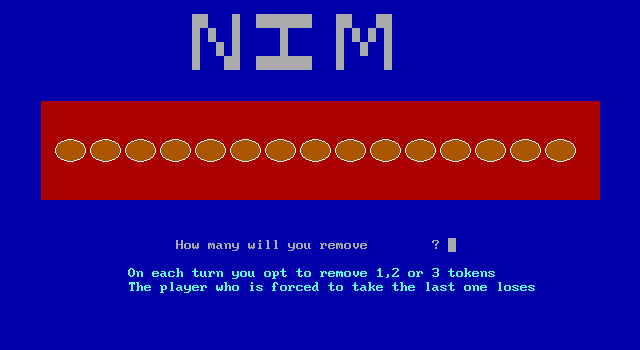 NIM
How many will you remove ?
On each turn you opt to remove 1,2 or 3 tokens
The player who is forced to take the last one loses